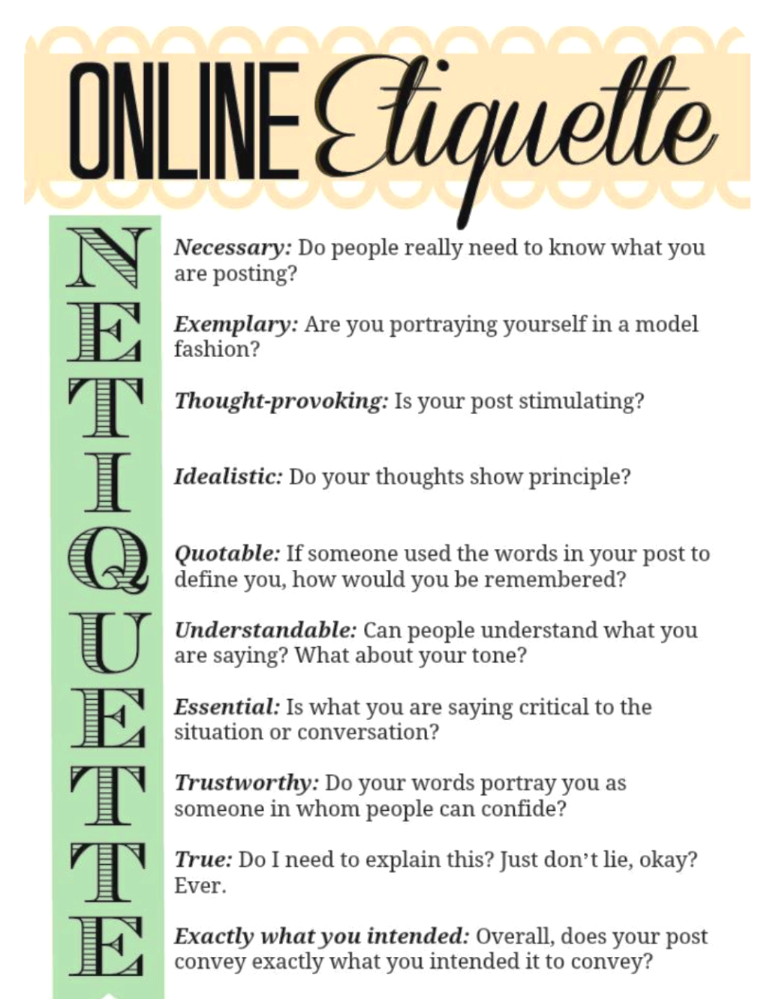 ONLINE Etiquette
N
Necessary: Do people really need to know what you
are posting?
E
Exemplary: Are you portraying yourself in a model
fashion?
T
Thought-provoking: Is your post stimulating?
I
Idealistic: Do your thoughts show principle?
Q
Quotable: If someone used the words in your post to
define you, how would you be remembered?
U
Understandable: Can people understand what you
are saying? What about your tone?
E
Essential: Is what you are saying critical to the
situation or conversation?
T
Trustworthy: Do your words portray you as
someone in whom people can confide?
T
True: Do I need to explain this? Just don't lie, okay?
Ever.
E
Exactly what you intended: Overall, does your post
convey exactly what you intended it to convey?